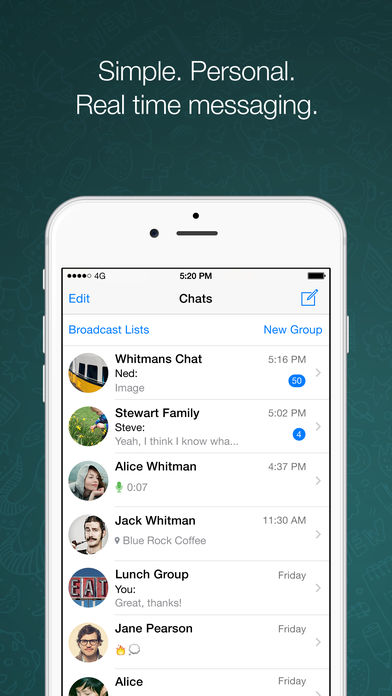 Simple. Personal.
Real time messaging.
4G 5:20 PM
Edit Chats
Broadcast Lists New Group
Whitmans Chat 5:16 PM
Ned: 50
Image
Stewart Family 5:02 PM
Steve: 4
Yeah, I think I know wha...
Alice Whitman 4:37 PM
0:07
Jack Whitman 11:30 AM
Blue Rock Coffee
Lunch Group Friday
EAT
You:
Great, thanks!
Jane Pearson Friday
🔥💭
Alice Friday